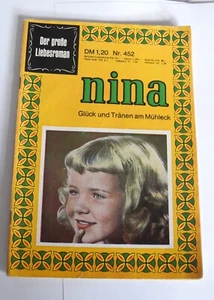 Der große
Liebesroman
DM 1,20 Nr. 452
nina
Glück und Tränen am Mühleck